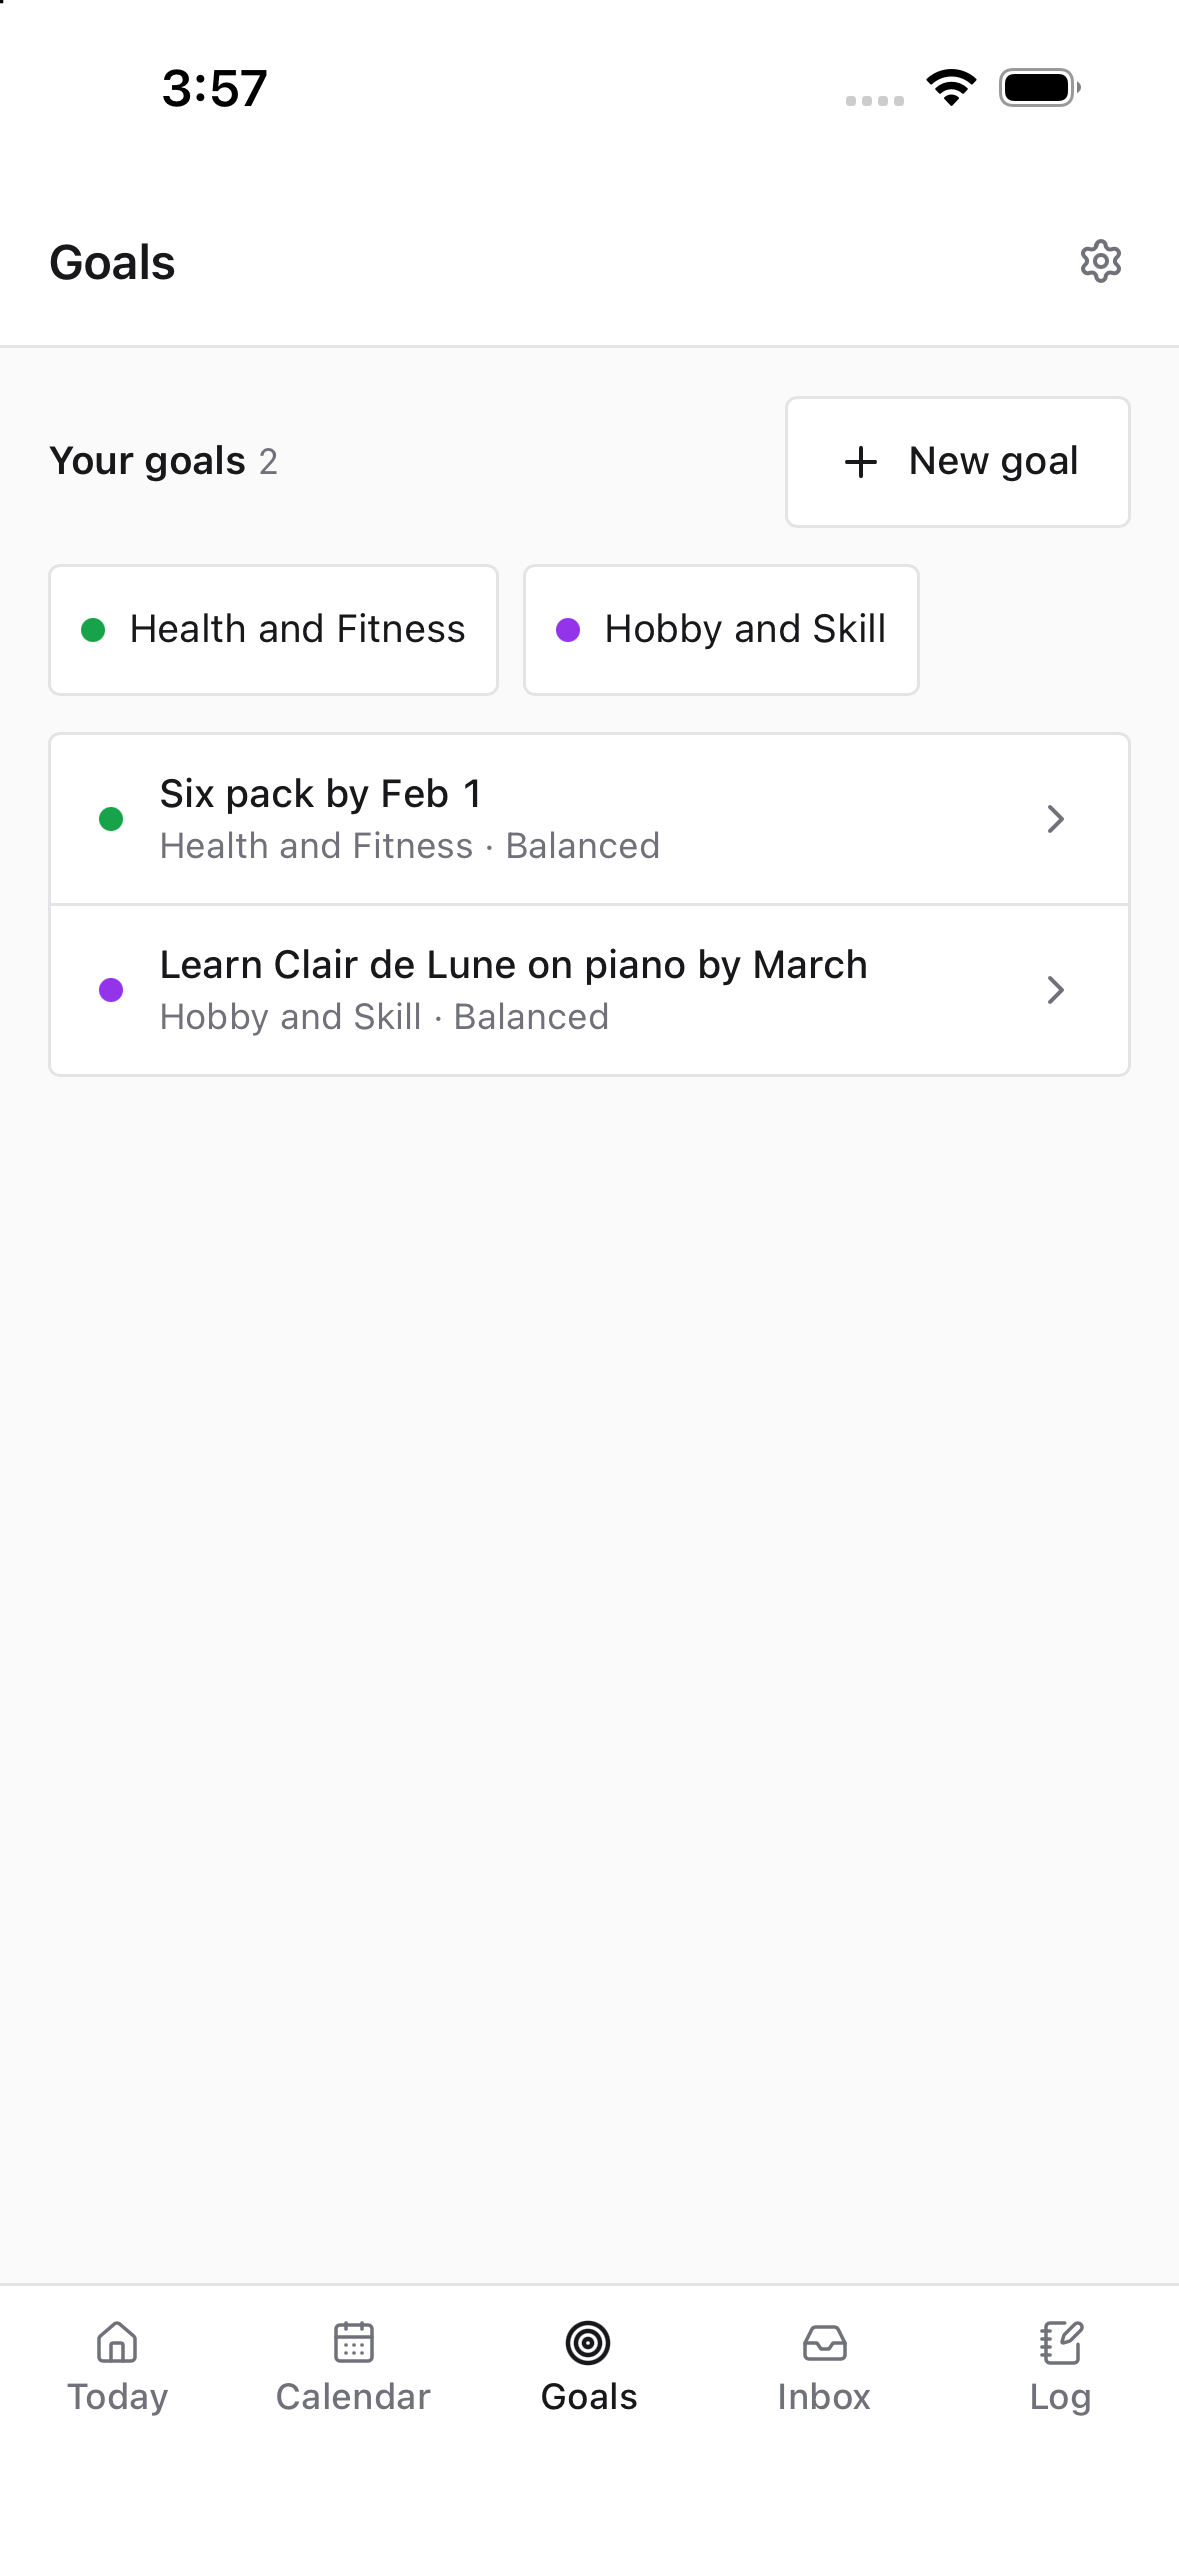 3:57
Goals
Your goals 2
New goal
Health and Fitness
Hobby and Skill
Six pack by Feb 1
Health and Fitness · Balanced
Learn Clair de Lune on piano by March
Hobby and Skill · Balanced
Today
Calendar
Goals
Inbox
Log